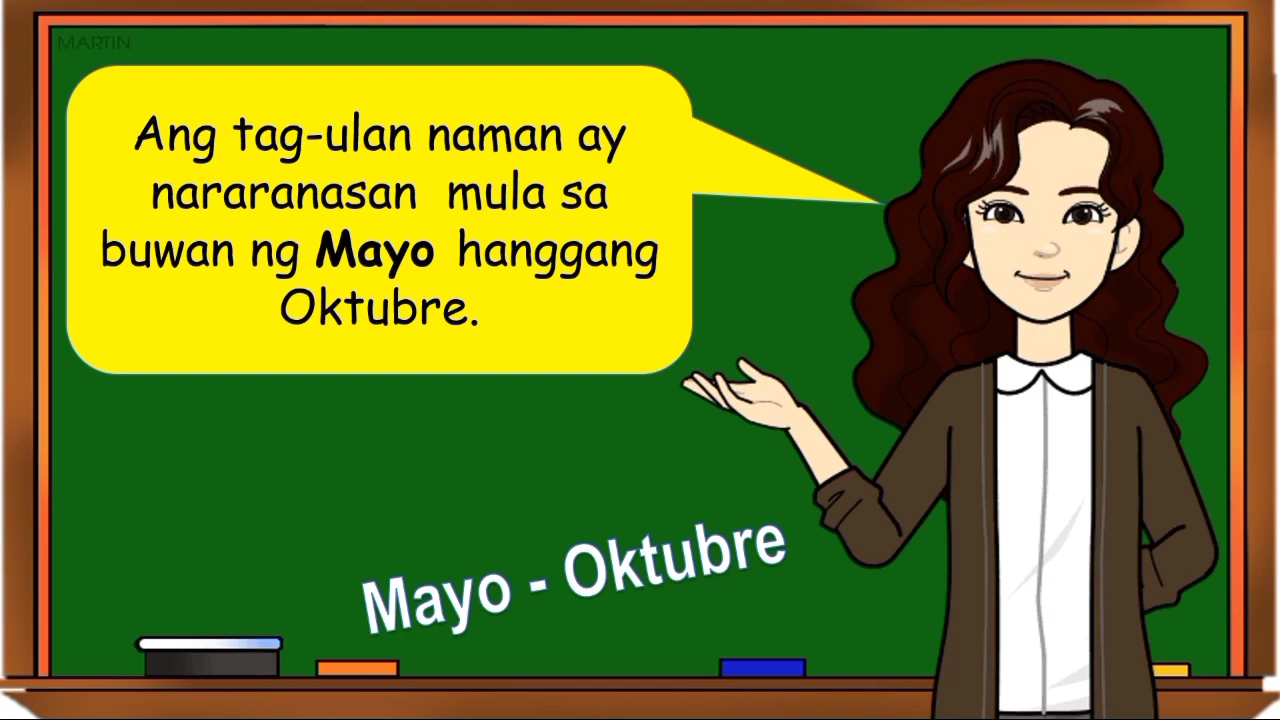 MARTIN
Ang tag-ulan naman ay
nararanasan mula sa
buwan ng Mayo hanggang
Oktubre.
Mayo - Oktubre